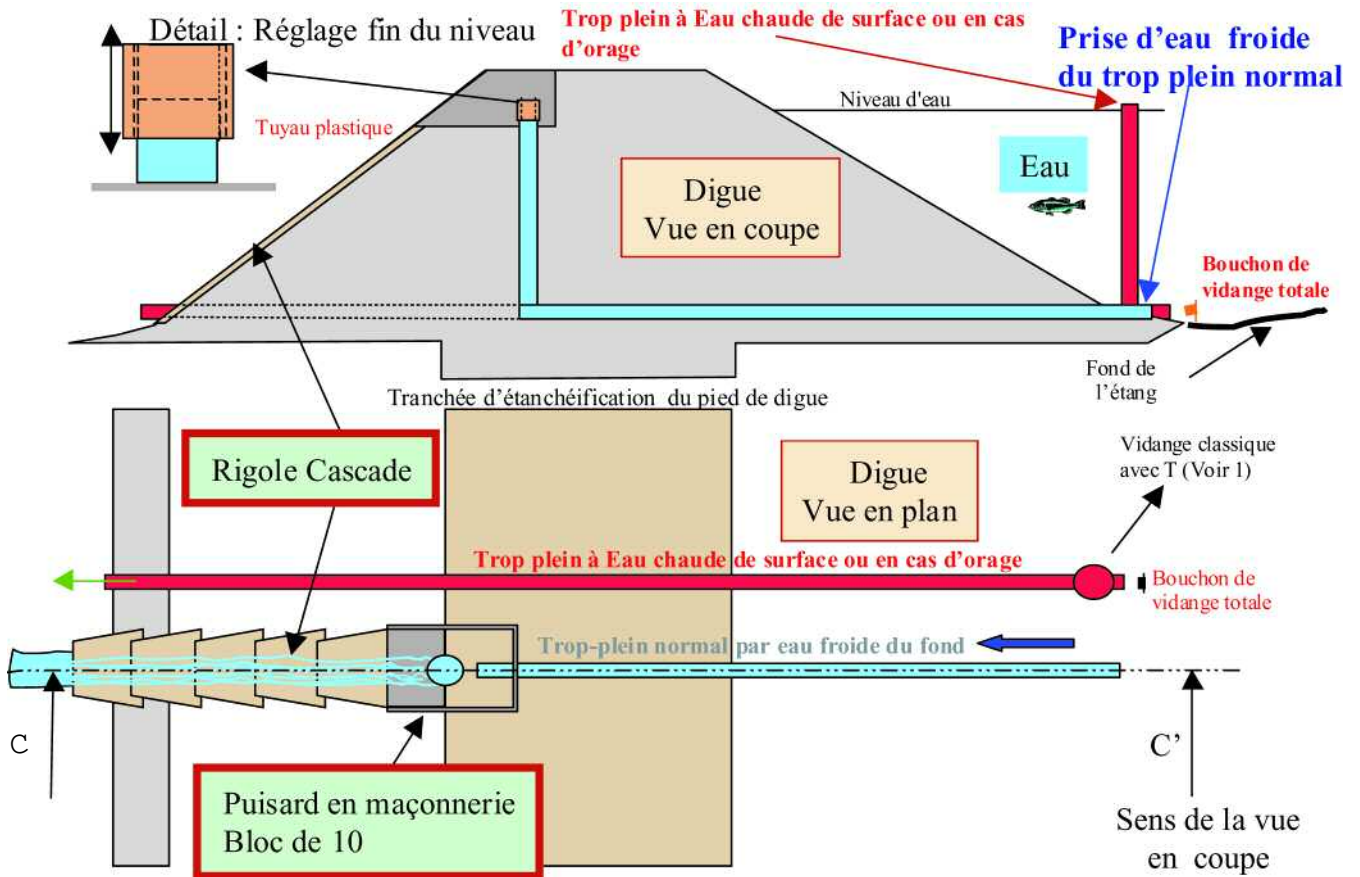 Détail : Réglage fin du niveau
Trop plein à Eau chaude de surface ou en cas
d'orage
Prise d'eau froide
du trop plein normal
Niveau d'eau
Tuyau plastique
Digue
Vue en coupe
Eau
Bouchon de
vidange totale
Fond de
l'étang
Tranchée d'étanchéification du pied de digue
Rigole Cascade
Digue
Vue en plan
Vidange classique
avec T (Voir 1)
Trop plein à Eau chaude de surface ou en cas d'orage
Bouchon de
vidange totale
Trop-plein normal par eau froide du fond
C
C'
Puisard en maçonnerie
Bloc de 10
Sens de la vue
en coupe